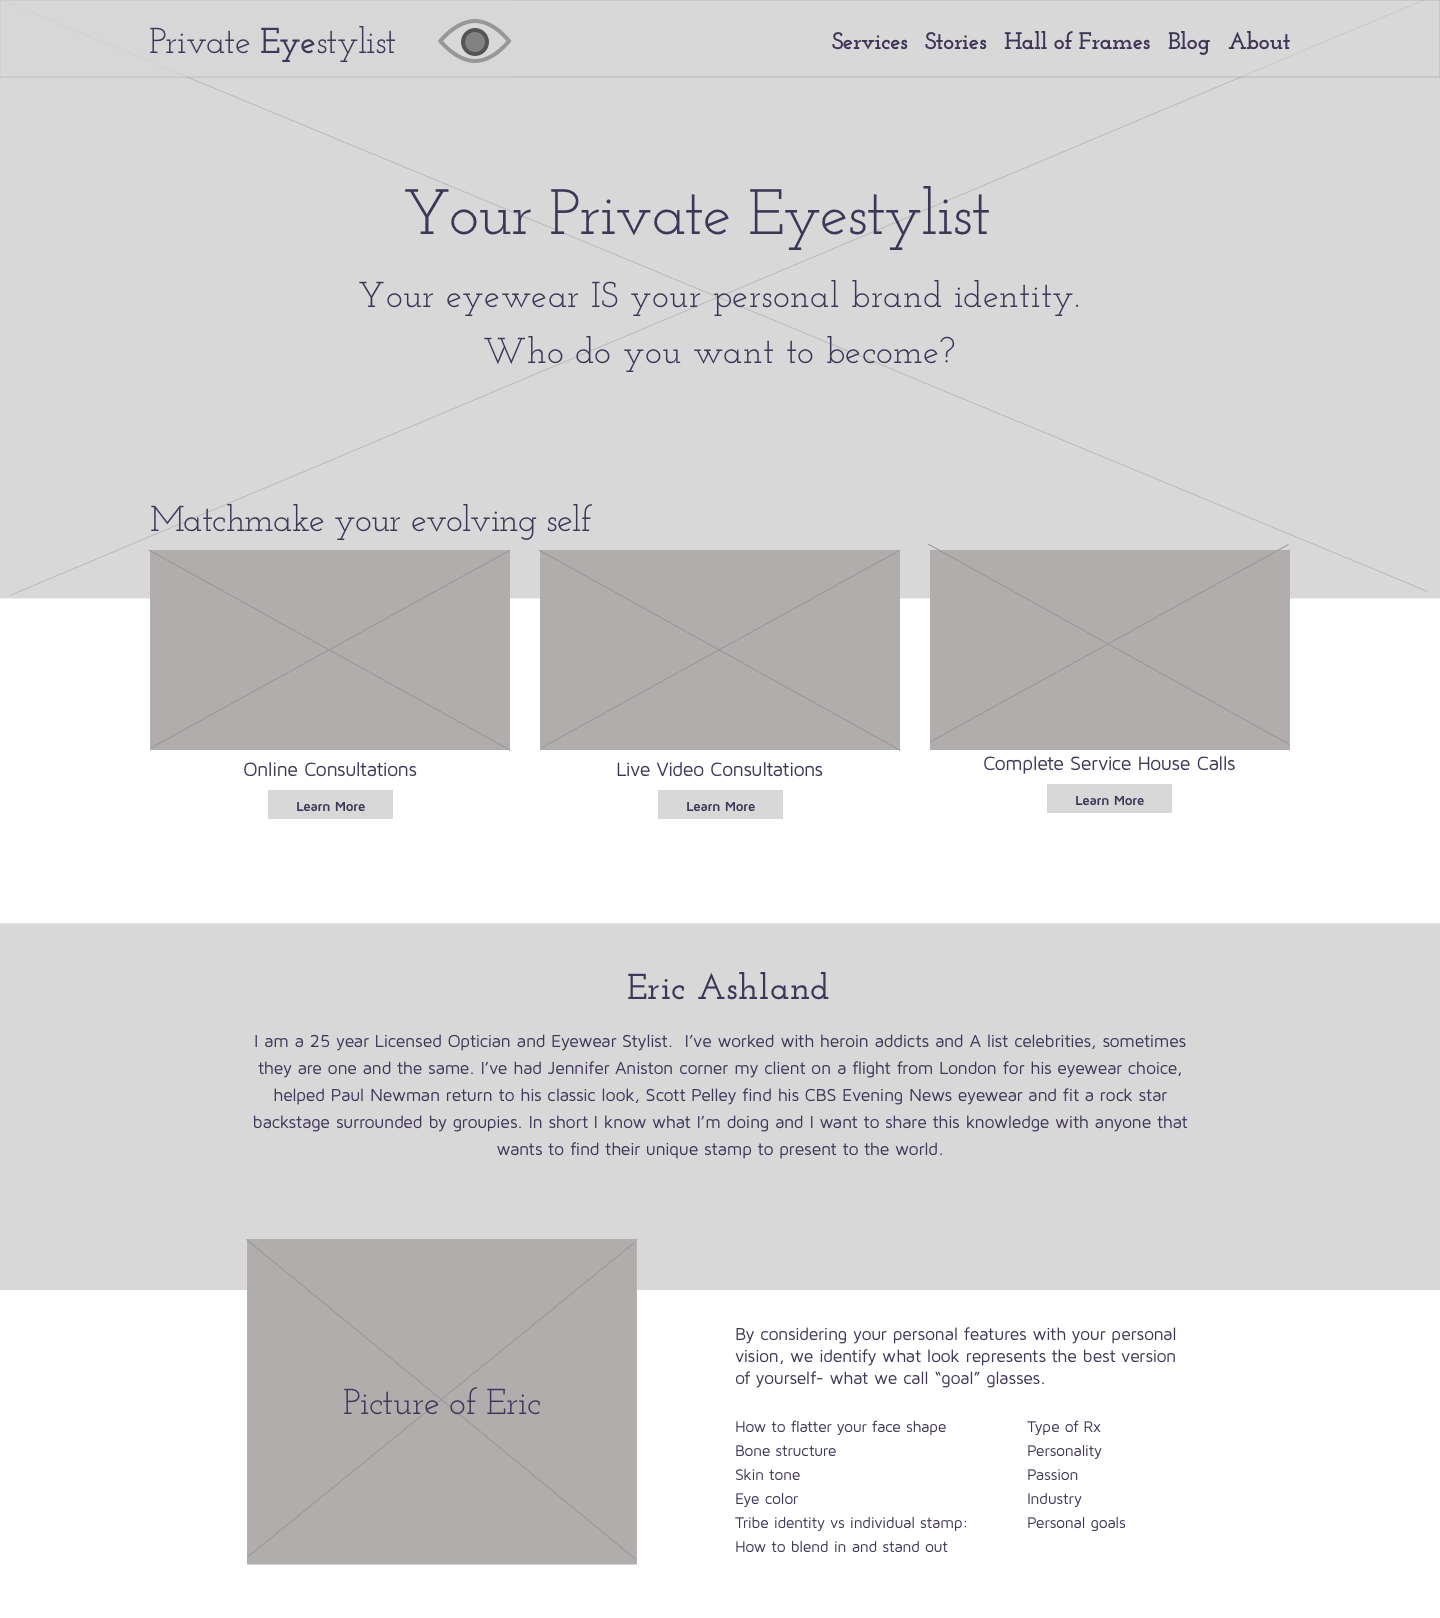 Private Eyestylist
Services Stories Hall of Frames Blog About
Your Private Eyestylist
Your eyewear IS your personal brand identity.
Who do you want to become?
Matchmake your evolving self
Online Consultations
Learn More
Live Video Consultations
Learn More
Complete Service House Calls
Learn More
Eric Ashland
I am a 25 year Licensed Optician and Eyewear Stylist.  I’ve worked with heroin addicts and A list celebrities, sometimes
they are one and the same. I’ve had Jennifer Aniston corner my client on a flight from London for his eyewear choice,
helped Paul Newman return to his classic look, Scott Pelley find his CBS Evening News eyewear and fit a rock star
backstage surrounded by groupies. In short I know what I’m doing and I want to share this knowledge with anyone that
wants to find their unique stamp to present to the world.
Picture of Eric
By considering your personal features with your personal
vision, we identify what look represents the best version
of yourself- what we call “goal” glasses.
How to flatter your face shape
Bone structure
Skin tone
Eye color
Tribe identity vs individual stamp:
How to blend in and stand out
Type of Rx
Personality
Passion
Industry
Personal goals